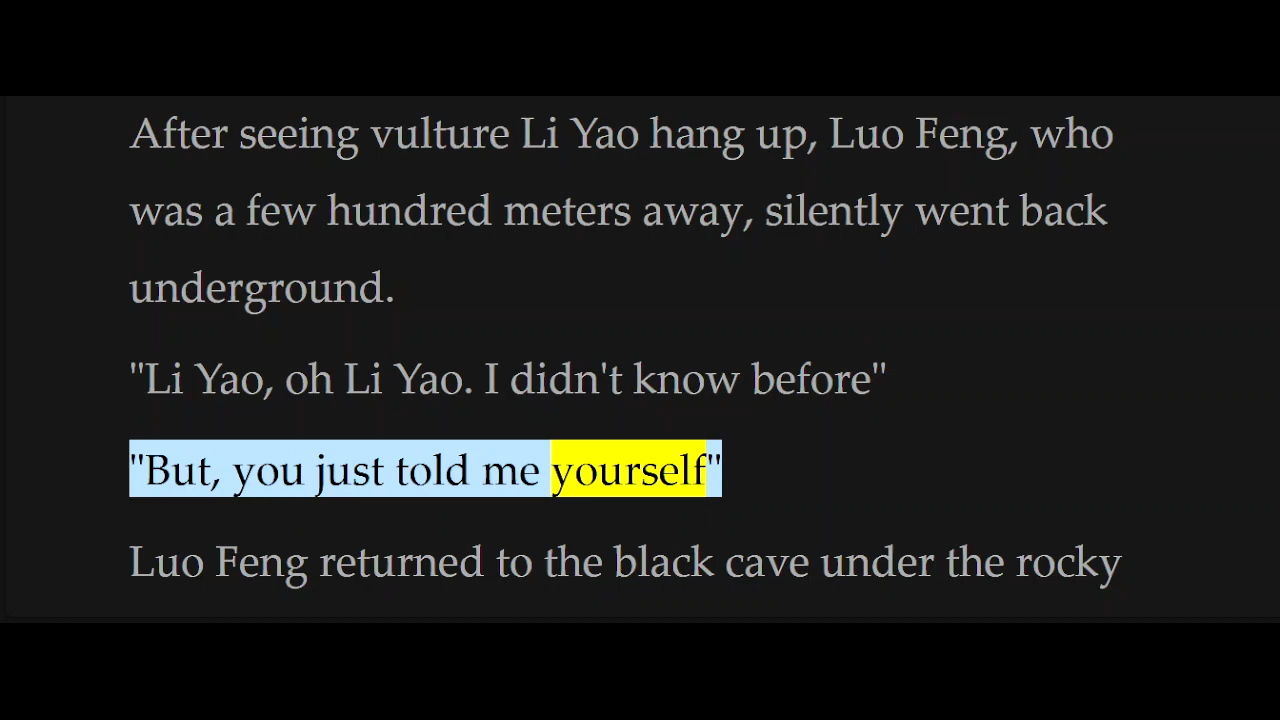 After seeing vulture Li Yao hang up, Luo Feng, who
was a few hundred meters away, silently went back
underground.
"Li Yao, oh Li Yao. I didn't know before"
"But, you just told me yourself"
Luo Feng returned to the black cave under the rocky